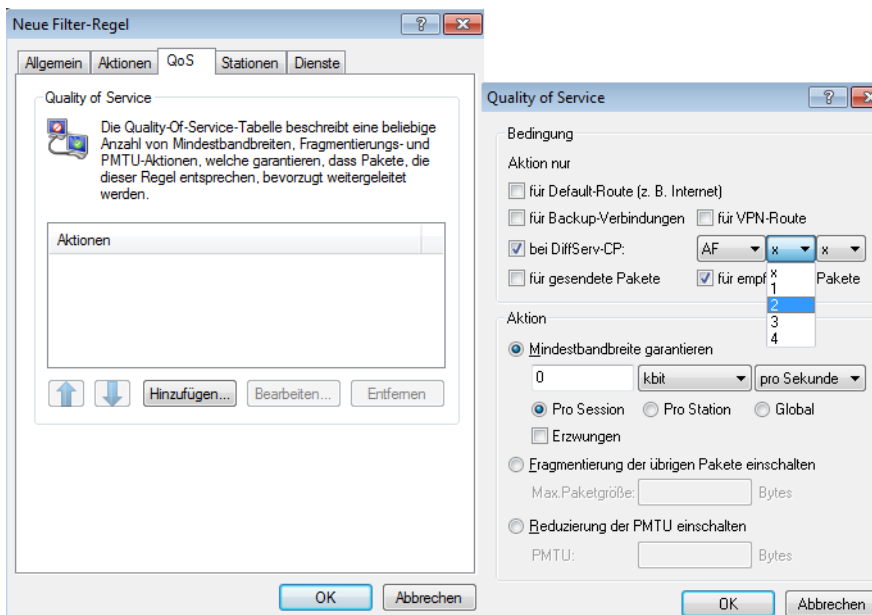 Neue Filter-Regel
Allgemein
Aktionen
QoS
Stationen
Dienste
Quality of Service
Die Quality-Of-Service-Tabelle beschreibt eine beliebige
Anzahl von Mindestbandbreiten, Fragmentierungs- und
PMTU-Aktionen, welche garantieren, dass Pakete, die
dieser Regel entsprechen, bevorzugt weitergeleitet
werden.
Aktionen
Hinzufügen...
Bearbeiten...
Entfernen
OK
Abbrechen
Quality of Service
Bedingung
Aktion nur
für Default-Route (z. B. Internet)
für Backup-Verbindungen
für VPN-Route
bei DiffServ-CP:
AF
x
x
für gesendete Pakete
für empf
Pakete
x
1
2
3
4
Aktion
Mindestbandbreite garantieren
0
kbit
pro Sekunde
Pro Session
Pro Station
Global
Erzwungen
Fragmentierung der übrigen Pakete einschalten
Max.Paketgröße:
Bytes
Reduzierung der PMTU einschalten
PMTU:
Bytes
OK
Abbrechen